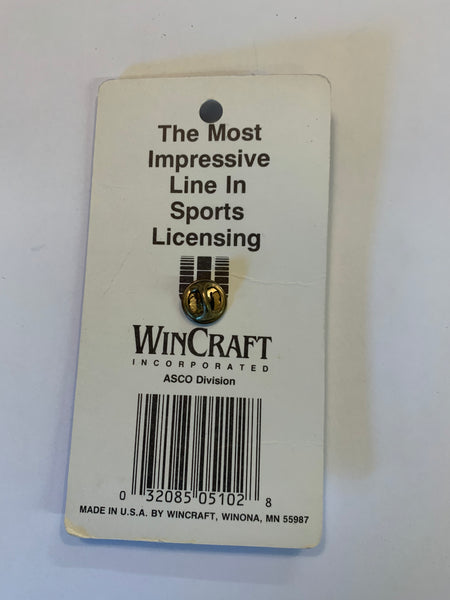 The Most
Impressive
Line In
Sports
Licensing
WINCRAFT
INCORPORATED
ASCO Division
0 32085 05102 8
MADE IN U.S.A. BY WINCRAFT, WINONA, MN 55987